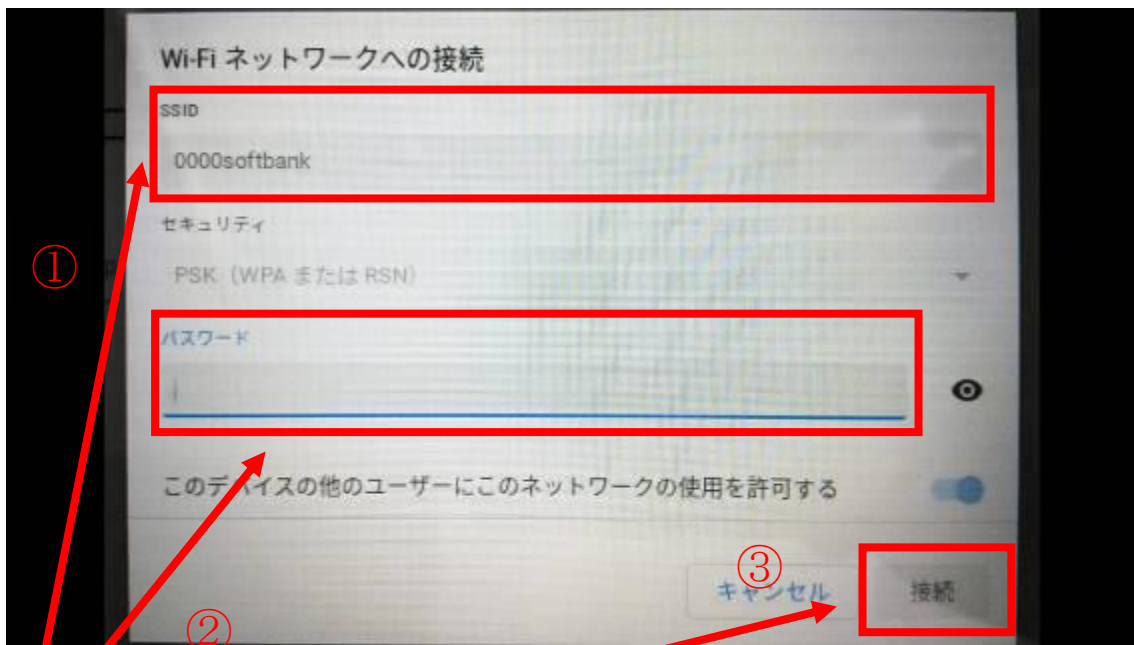 Wi-Fi ネットワークへの接続
SSID
0000softbank
①
セキュリティ
PSK（WPA または RSN）
パスワード
このデバイスの他のユーザーにこのネットワークの使用を許可する
③
キャンセル
接続
②